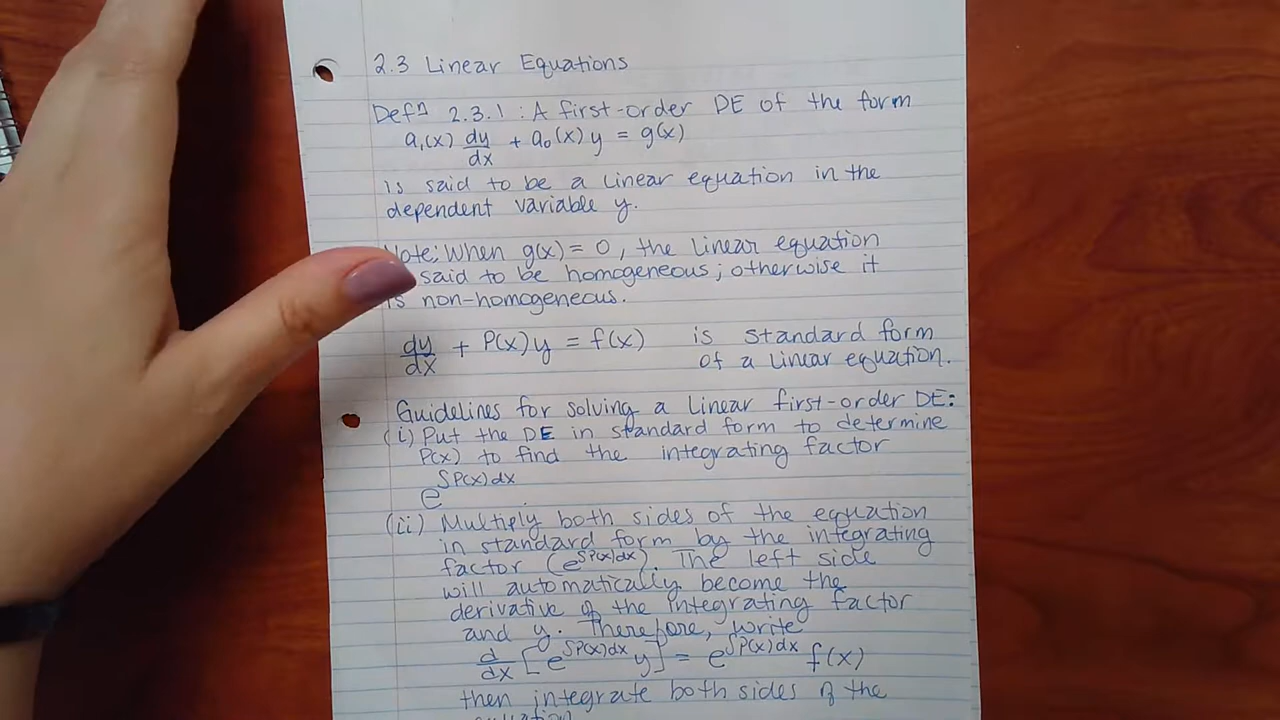 2.3 Linear Equations
Defⁿ 2.3.1: A first-order DE of the form
a₁(x) dy/dx + a₀(x) y = g(x)
is said to be a linear equation in the
dependent variable y.
Note: When g(x) = 0, the linear equation
said to be homogeneous; otherwise it
is non-homogeneous.
dy/dx + P(x)y = f(x) is standard form
of a linear equation.
Guidelines for solving a linear first-order DE:
(i) Put the DE in standard form to determine
P(x) to find the integrating factor
e^∫P(x)dx
(ii) Multiply both sides of the equation
in standard form by the integrating
factor (e^∫P(x)dx). The left side
will automatically become the
derivative of the integrating factor
and y. Therefore, write
d/dx [e^∫P(x)dx y] = e^∫P(x)dx f(x)
then integrate both sides of the